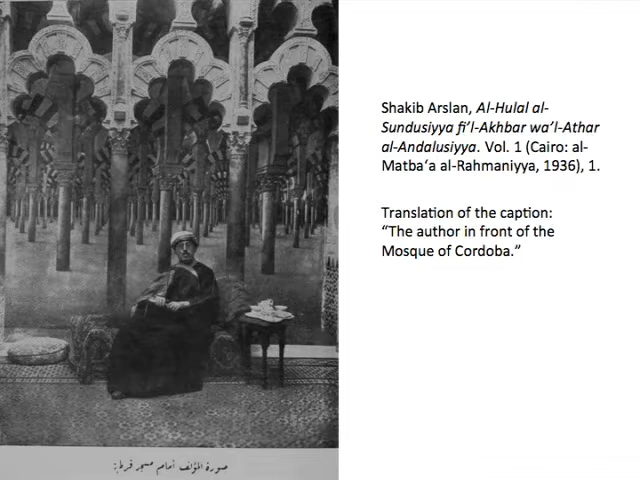 Shakib Arslan, Al-Hulal al-
Sundusiyya fi’l-Akhbar wa’l-Athar
al-Andalusiyya. Vol. 1 (Cairo: al-
Matba‘a al-Rahmaniyya, 1936), 1.
Translation of the caption:
“The author in front of the
Mosque of Cordoba.”
صورة المؤلف أمام مسجد قرطبة